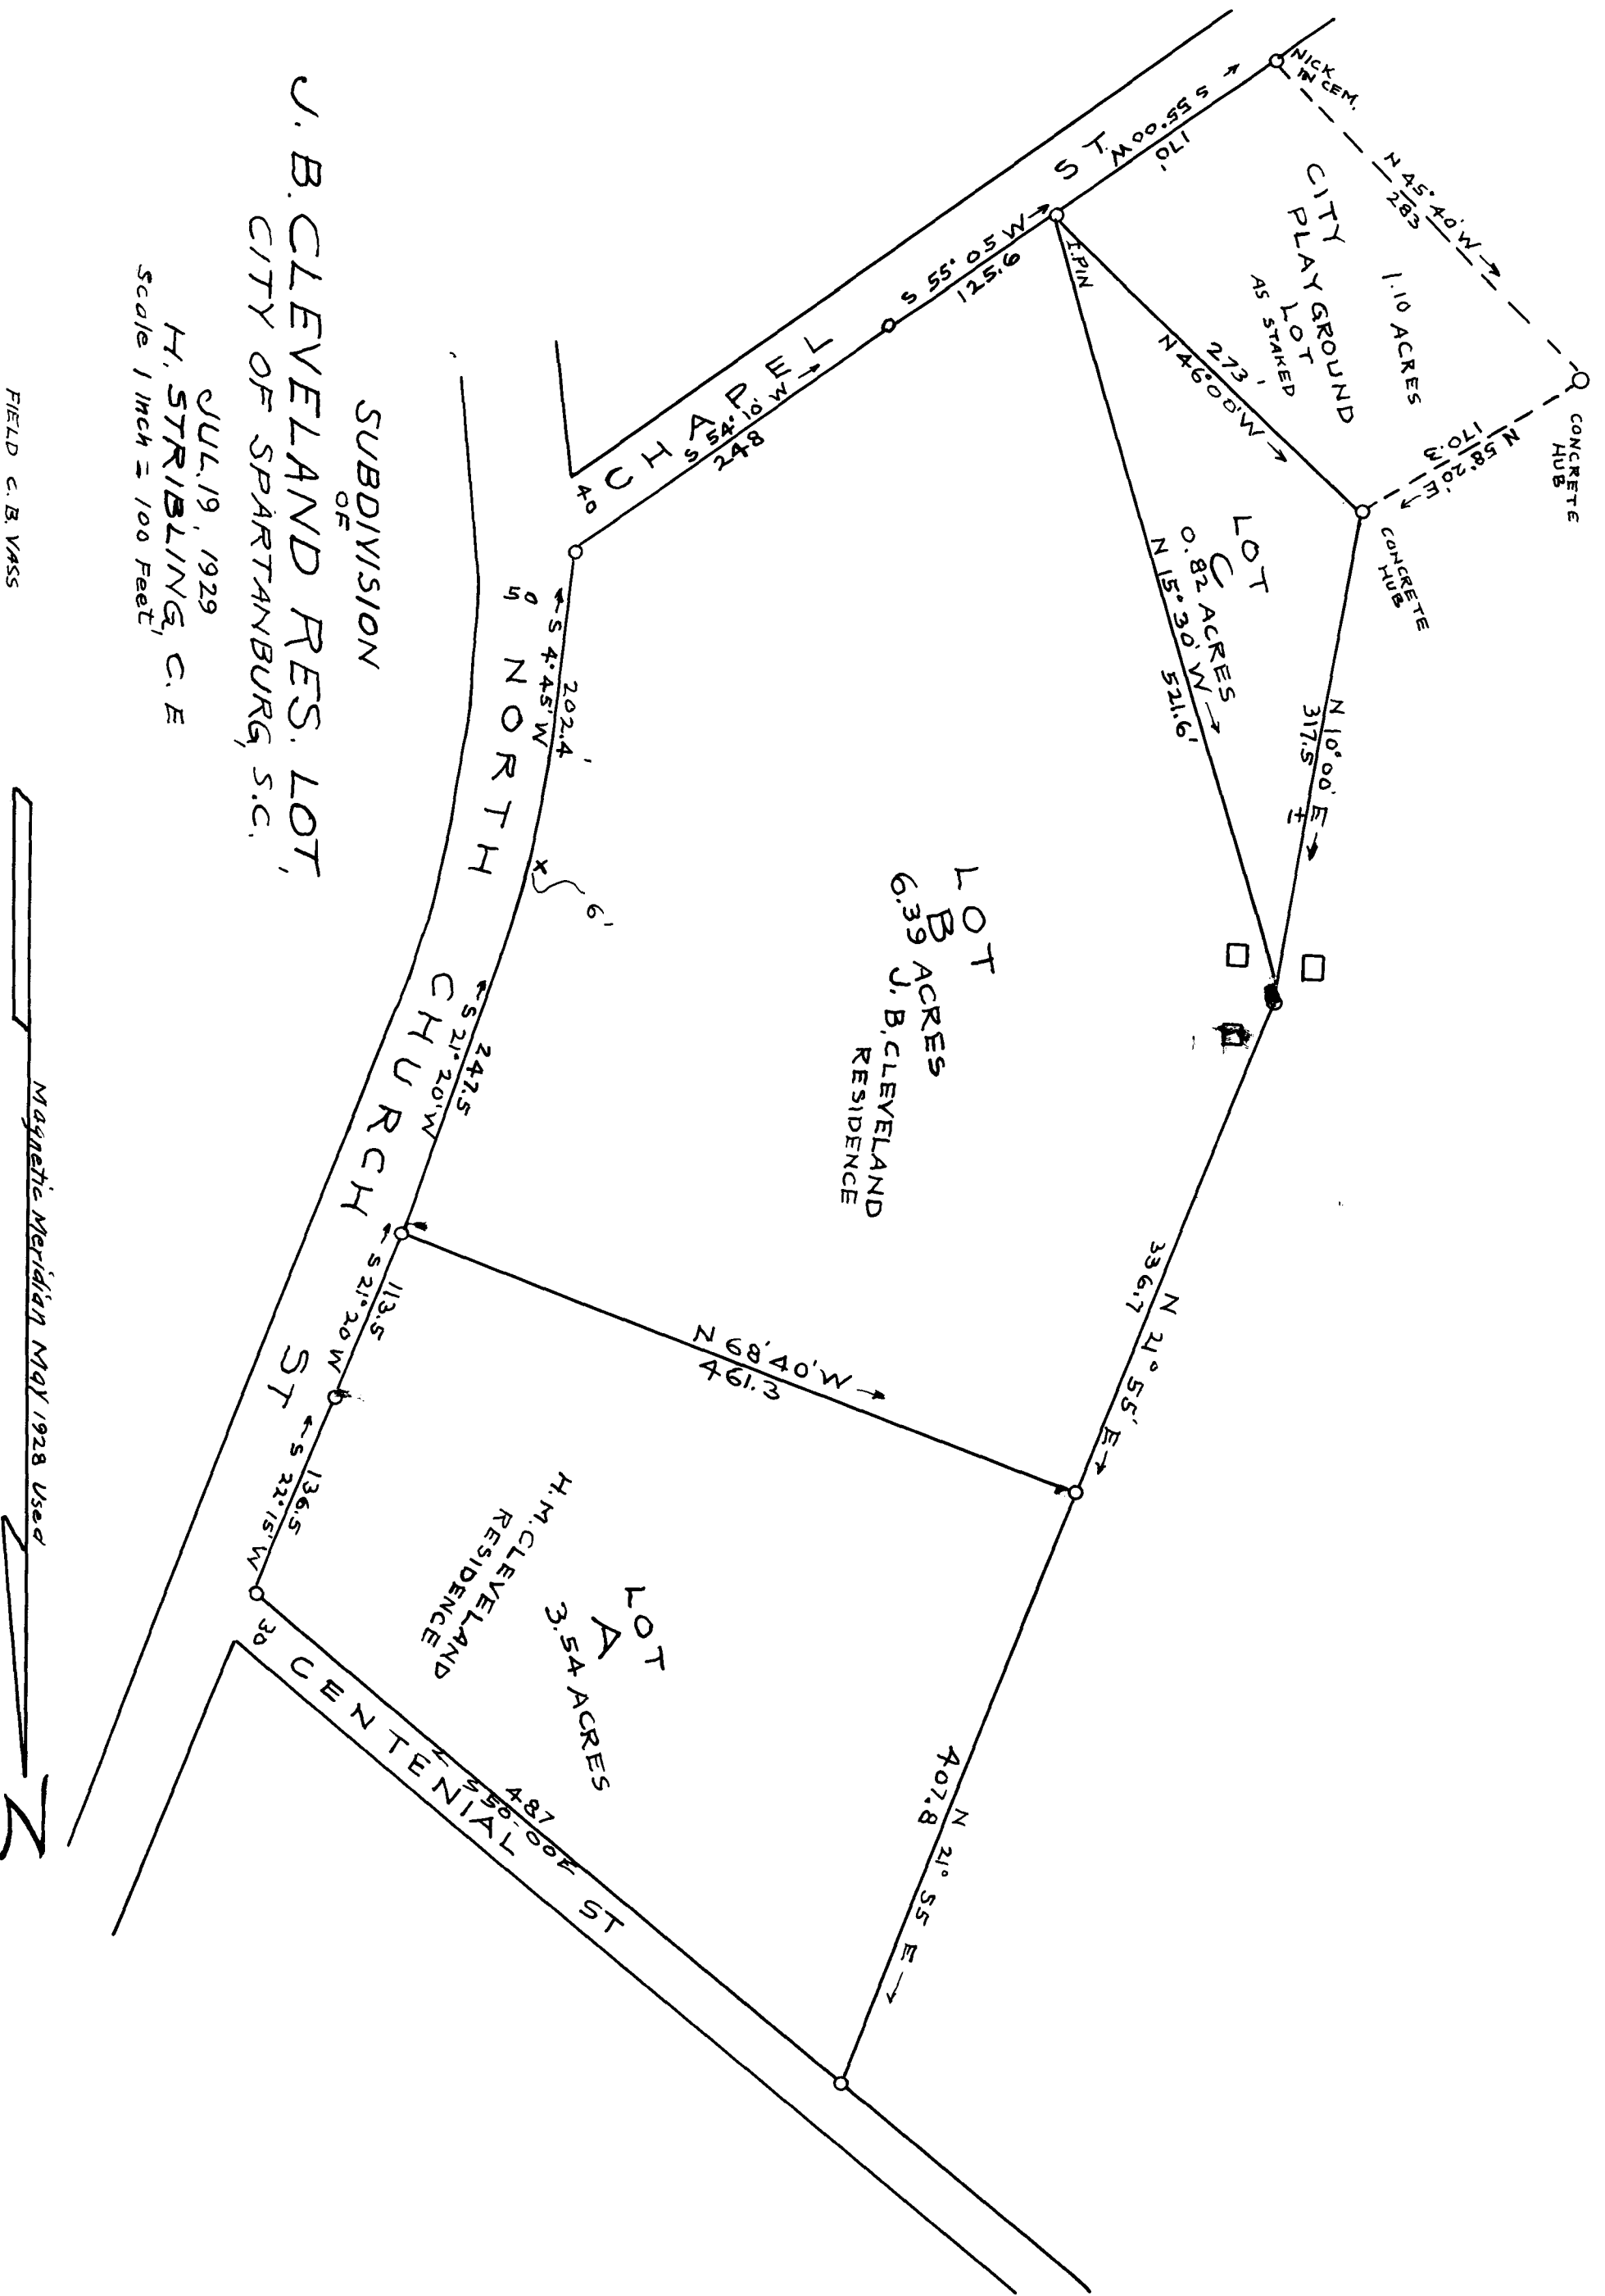 SUBDIVISION
OF
J. B. CLEVELAND RES. LOT,
CITY OF SPARTANBURG, S.C.
JUL. 19, 1929
H. STRIBLING, C. E
Scale 1 inch = 100 Feet,
FIELD C. B. VASS
Magnetic Meridian May 1928 Used
N
NICK
IN CEM.
N 45° 40' W
283
CONCRETE
HUB
N 58° 20' E
170.3
CONCRETE
HUB
CITY
PLAYGROUND
LOT
AS STAKED
1.10 ACRES
S 55° 00 W
170'
I. PIN
273'
N 46° 00' W
LOT
C
0.82 ACRES
N 15° 30' W
521.6'
N 10° 00' E
317.5 ±
S 55° 05 W
125.6
S 54° 10' W
248
CHAPEL ST
40
50
202.4'
S 4° 45' W
6'
247.5
S 21° 20' W
113.5
S 21° 20 W
136.5
S 22° 15' W
NORTH CHURCH ST
LOT
B
6.39 ACRES
J. B. CLEVELAND
RESIDENCE
336.7
N 21° 55' E
N 68° 40' W
461.3
LOT
A
3.54 ACRES
H. M. CLEVELAND
RESIDENCE
407.8
N 21° 55 E
30
487
S 50-00 E
CENTENIAL ST